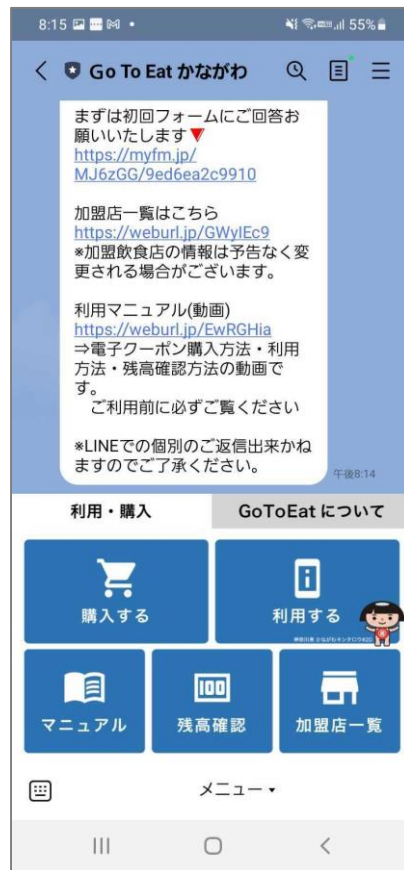 8:15
55%
Go To Eat かながわ
まずは初回フォームにご回答お
願いいたします
https://myfm.jp/
MJ6zGG/9ed6ea2c9910
加盟店一覧はこちら
https://weburl.jp/GWyIEc9
*加盟飲食店の情報は予告なく変
更される場合がございます。
利用マニュアル(動画)
https://weburl.jp/EwRGHia
⇒電子クーポン購入方法・利用
方法・残高確認方法の動画で
す。
ご利用前に必ずご覧ください
*LINEでの個別のご返信出来かね
ますのでご了承ください。
午後8:14
利用・購入
GoToEat について
購入する
利用する
マニュアル
100
残高確認
加盟店一覧
メニュー